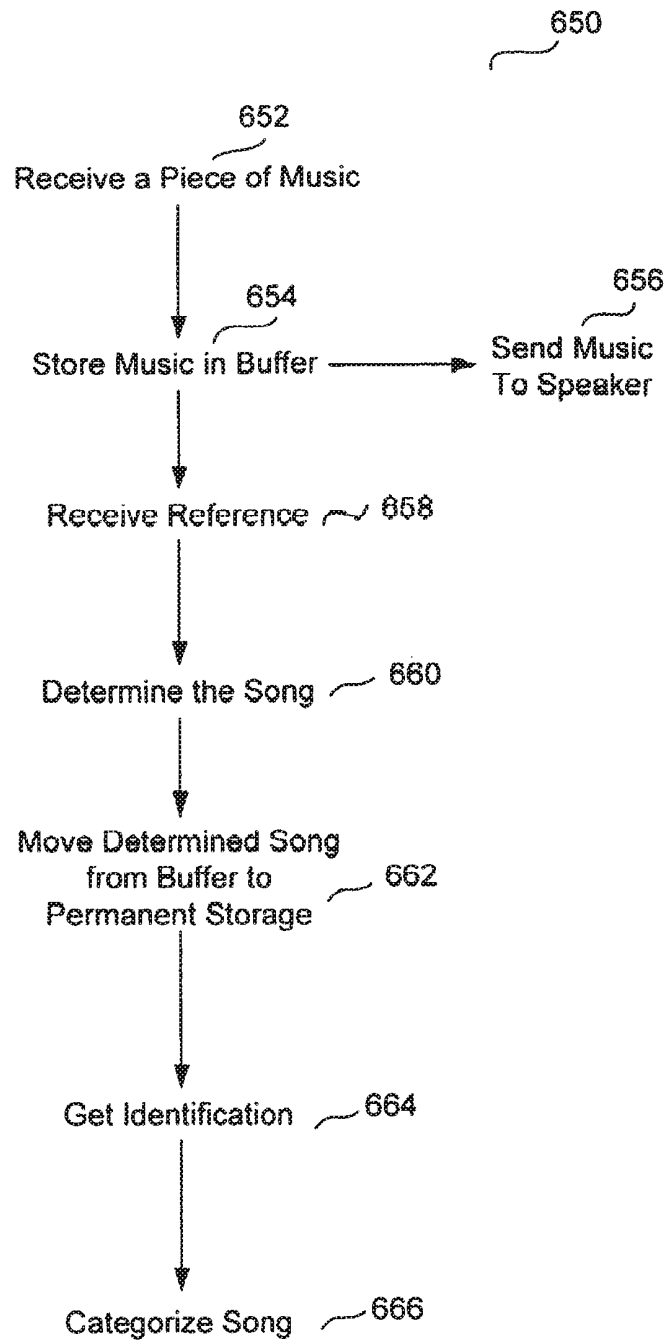 650
652
Receive a Piece of Music
654
Store Music in Buffer
656
Send Music
To Speaker
Receive Reference 658
Determine the Song 660
Move Determined Song
from Buffer to
Permanent Storage
662
Get Identification 664
Categorize Song 666